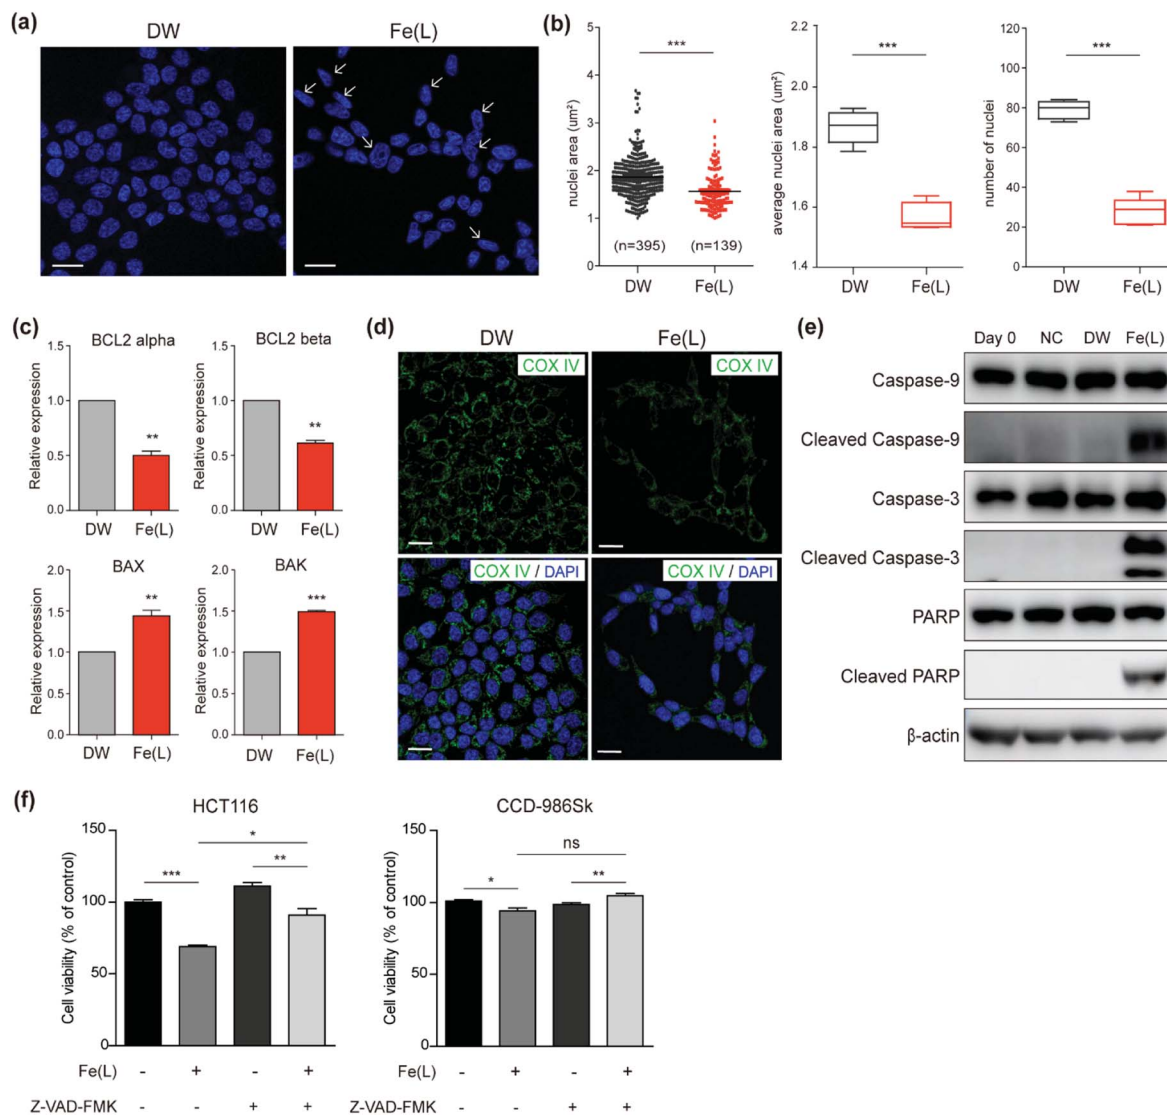 (a)
DW
Fe(L)
(b)
***
nuclei area (um²)
5
4
3
2
1
0
(n=395)
(n=139)
DW
Fe(L)
***
average nuclei area (um²)
2.0
1.8
1.6
1.4
DW
Fe(L)
***
number of nuclei
100
80
60
40
20
0
DW
Fe(L)
(c)
BCL2 alpha
Relative expression
1.5
1.0
0.5
0.0
**
DW
Fe(L)
BCL2 beta
Relative expression
1.5
1.0
0.5
0.0
**
DW
Fe(L)
BAX
Relative expression
2.0
1.5
1.0
0.5
0.0
**
DW
Fe(L)
BAK
Relative expression
2.0
1.5
1.0
0.5
0.0
***
DW
Fe(L)
(d)
DW
Fe(L)
COX IV
COX IV
COX IV / DAPI
COX IV / DAPI
(e)
Day 0 NC DW Fe(L)
Caspase-9
Cleaved Caspase-9
Caspase-3
Cleaved Caspase-3
PARP
Cleaved PARP
β-actin
(f)
HCT116
Cell viability (% of control)
150
100
50
0
*
***
**
Fe(L) - + - +
Z-VAD-FMK - - + +
CCD-986Sk
Cell viability (% of control)
150
100
50
0
ns
*
**
Fe(L) - + - +
Z-VAD-FMK - - + +